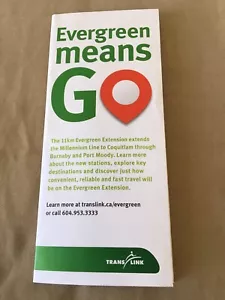 Evergreen
means
GO
The 11km Evergreen Extension extends
the Millennium Line to Coquitlam through
Burnaby and Port Moody. Learn more
about the new stations, explore key
destinations and discover just how
convenient, reliable and fast travel will
be on the Evergreen Extension.
Learn more at translink.ca/evergreen
or call 604.953.3333
TRANS LINK